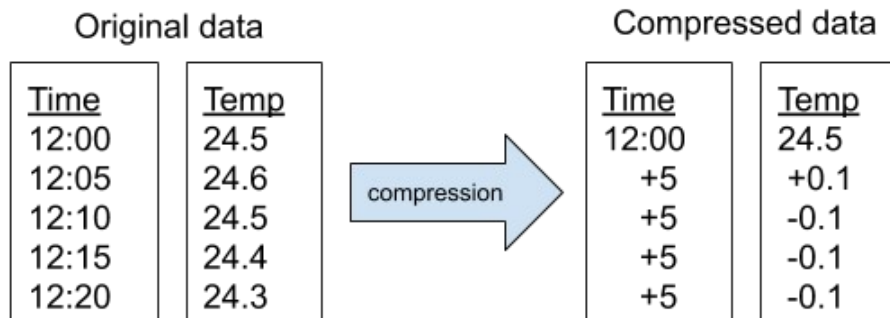 Original data
Time Temp
12:00 24.5
12:05 24.6
12:10 24.5
12:15 24.4
12:20 24.3
compression
Compressed data
Time Temp
12:00 24.5
+5 +0.1
+5 -0.1
+5 -0.1
+5 -0.1